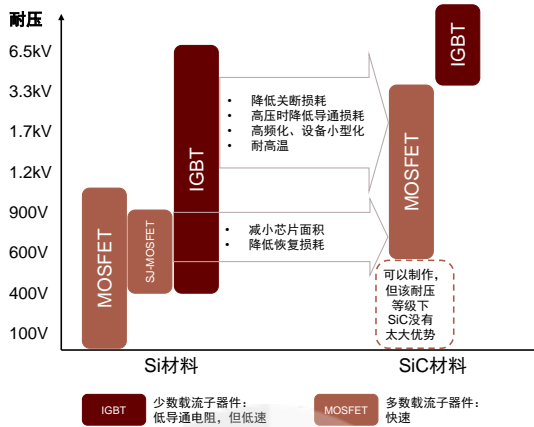 耐压
6.5kV
3.3kV
1.7kV
1.2kV
900V
600V
400V
100V
MOSFET
SJ-MOSFET
IGBT
• 降低关断损耗
• 高压时降低导通损耗
• 高频化、设备小型化
• 耐高温
• 减小芯片面积
• 降低恢复损耗
MOSFET
IGBT
可以制作，
但该耐压
等级下
SiC没有
太大优势
Si材料
SiC材料
IGBT
少数载流子器件：
低导通电阻，但低速
MOSFET
多数载流子器件：
快速